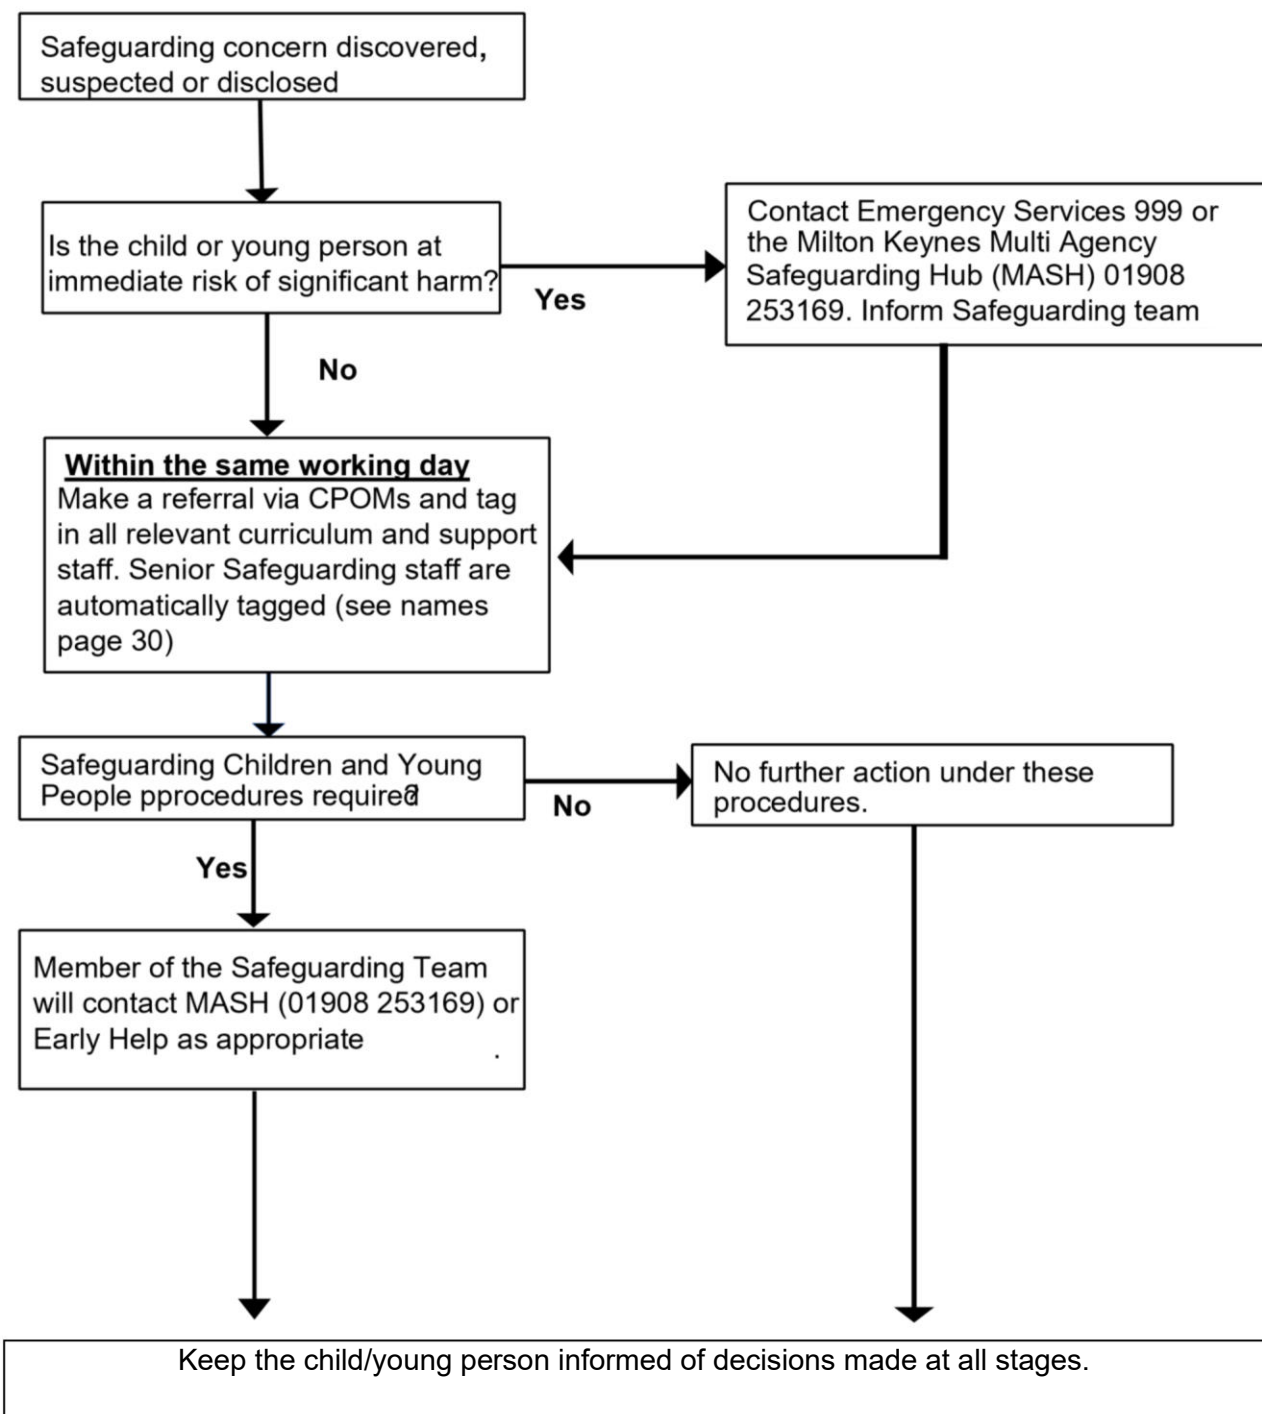 Safeguarding concern discovered,
suspected or disclosed
Is the child or young person at
immediate risk of significant harm?
Yes
Contact Emergency Services 999 or
the Milton Keynes Multi Agency
Safeguarding Hub (MASH) 01908
253169. Inform Safeguarding team
No
Within the same working day
Make a referral via CPOMs and tag
in all relevant curriculum and support
staff. Senior Safeguarding staff are
automatically tagged (see names
page 30)
Safeguarding Children and Young
People pprocedures required?
No
No further action under these
procedures.
Yes
Member of the Safeguarding Team
will contact MASH (01908 253169) or
Early Help as appropriate
.
Keep the child/young person informed of decisions made at all stages.